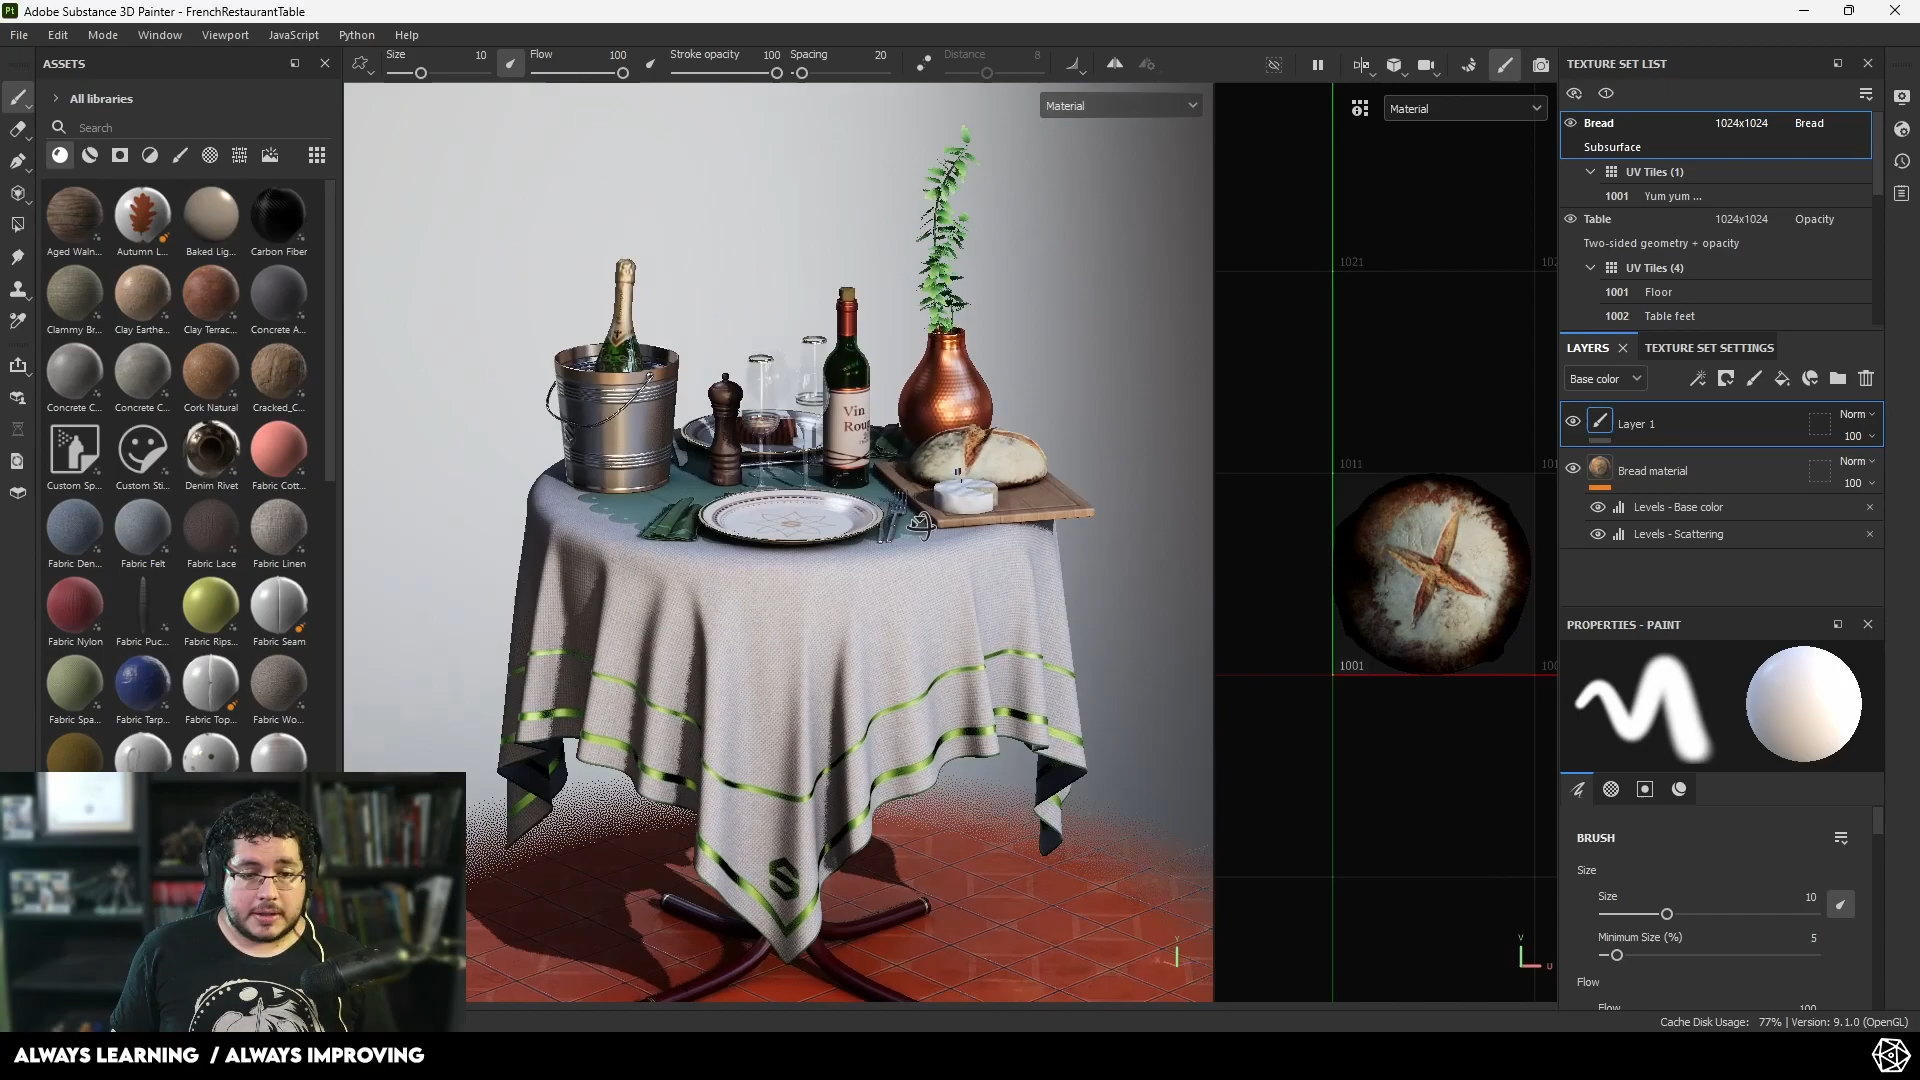 Pt Adobe Substance 3D Painter - FrenchRestaurantTable
File Edit Mode Window Viewport JavaScript Python Help
ASSETS
Size 10 Flow 100 Stroke opacity 100 Spacing 20 Distance 8
TEXTURE SET LIST
All libraries
Search
Material
Material
Bread 1024x1024 Bread
Subsurface
UV Tiles (1)
1001 Yum yum ...
Table 1024x1024 Opacity
Two-sided geometry + opacity
UV Tiles (4)
1001 Floor
1002 Table feet
Aged Waln... Autumn L... Baked Lig... Carbon Fiber
Clammy Br... Clay Earthe... Clay Terrac... Concrete A...
Concrete C... Concrete C... Cork Natural Cracked_C...
Custom Sp... Custom Sti... Denim Rivet Fabric Cott...
Fabric Den... Fabric Felt Fabric Lace Fabric Linen
Fabric Nylon Fabric Puc... Fabric Rips... Fabric Seam
Fabric Spa... Fabric Tarp... Fabric Top... Fabric Wo...
Vin
Roug
1021 102
1011 101
1001 100
V
U
Y
LAYERS TEXTURE SET SETTINGS
Base color
Layer 1 Norm
100
Bread material Norm
100
Levels - Base color
Levels - Scattering
PROPERTIES - PAINT
BRUSH
Size
Size 10
Minimum Size (%) 5
Flow
Flow 100
Cache Disk Usage: 77% | Version: 9.1.0 (OpenGL)
ALWAYS LEARNING / ALWAYS IMPROVING